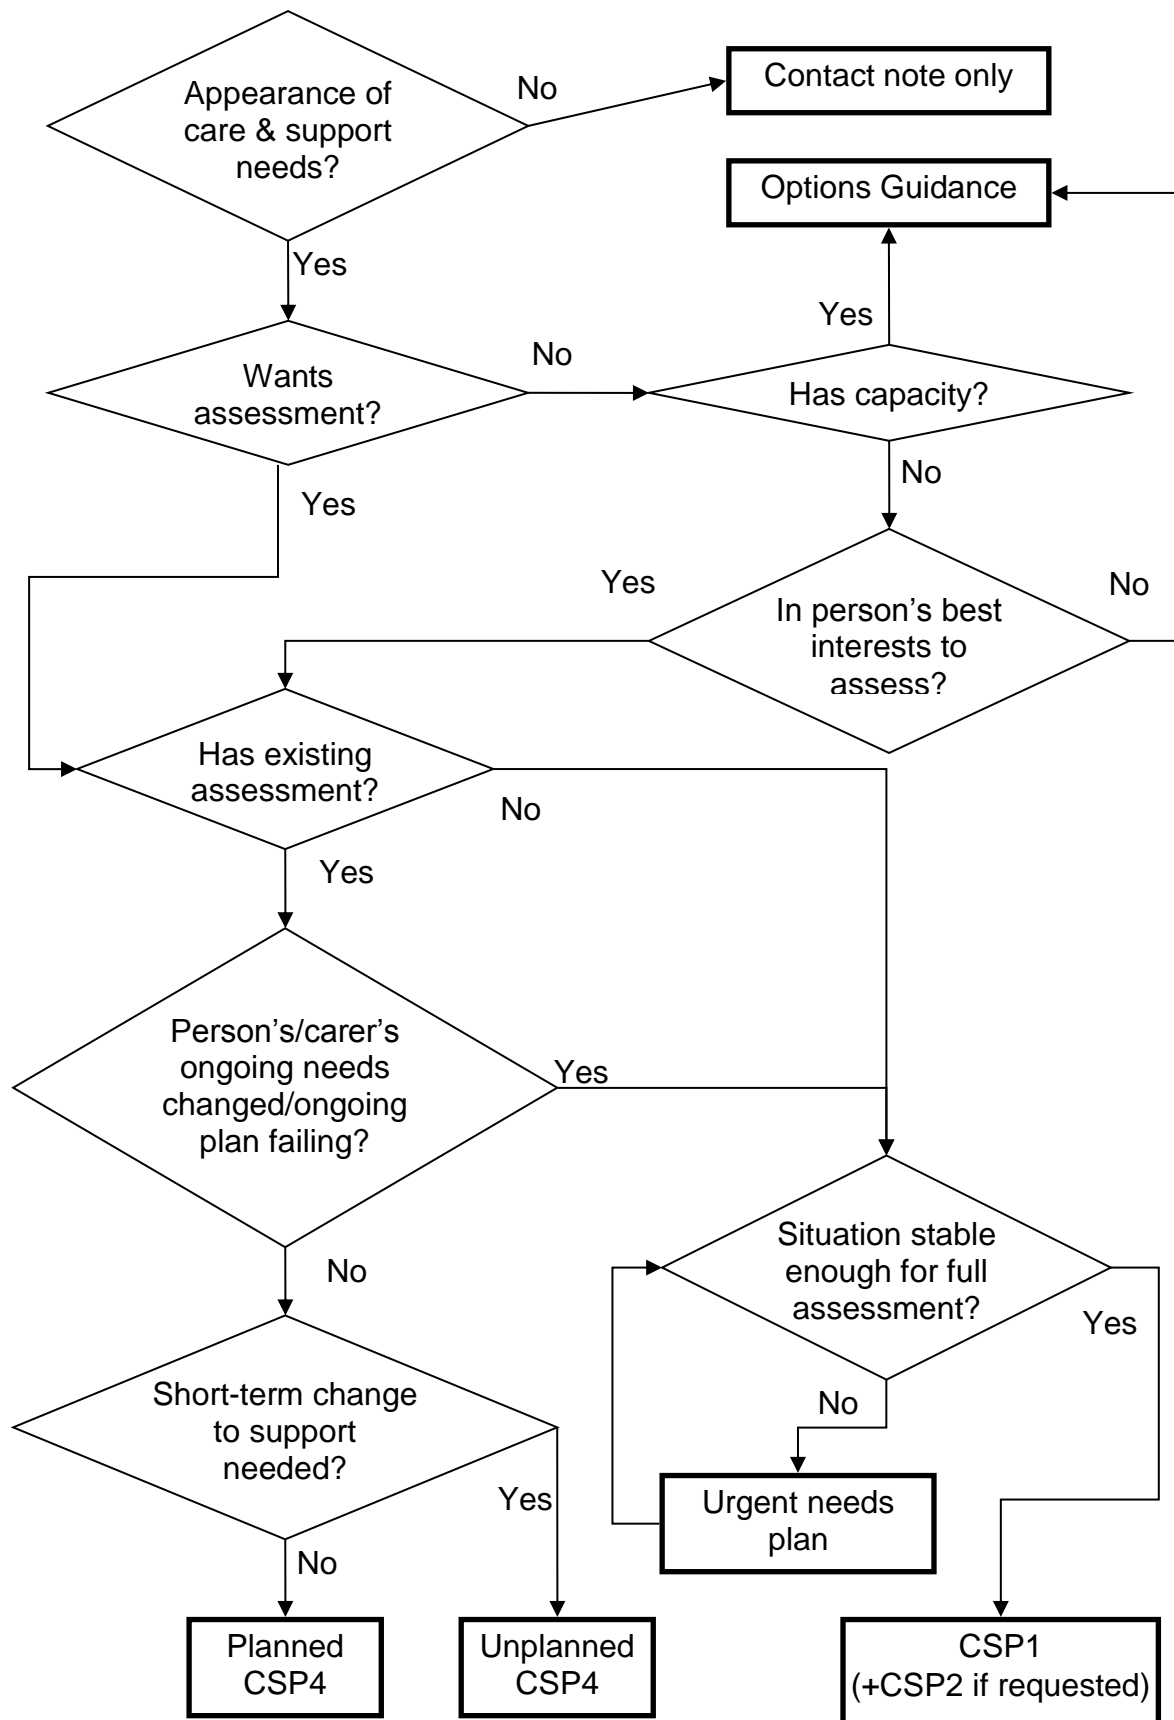 Appearance of
care & support
needs?
No
Contact note only
Options Guidance
Yes
Yes
Wants
assessment?
No
Has capacity?
No
Yes
Yes
In person’s best
interests to
assess?
No
Has existing
assessment?
No
Yes
Person’s/carer’s
ongoing needs
changed/ongoing
plan failing?
Yes
No
Situation stable
enough for full
assessment?
Yes
No
Short-term change
to support
needed?
Yes
No
Urgent needs
plan
Planned
CSP4
Unplanned
CSP4
CSP1
(+CSP2 if requested)